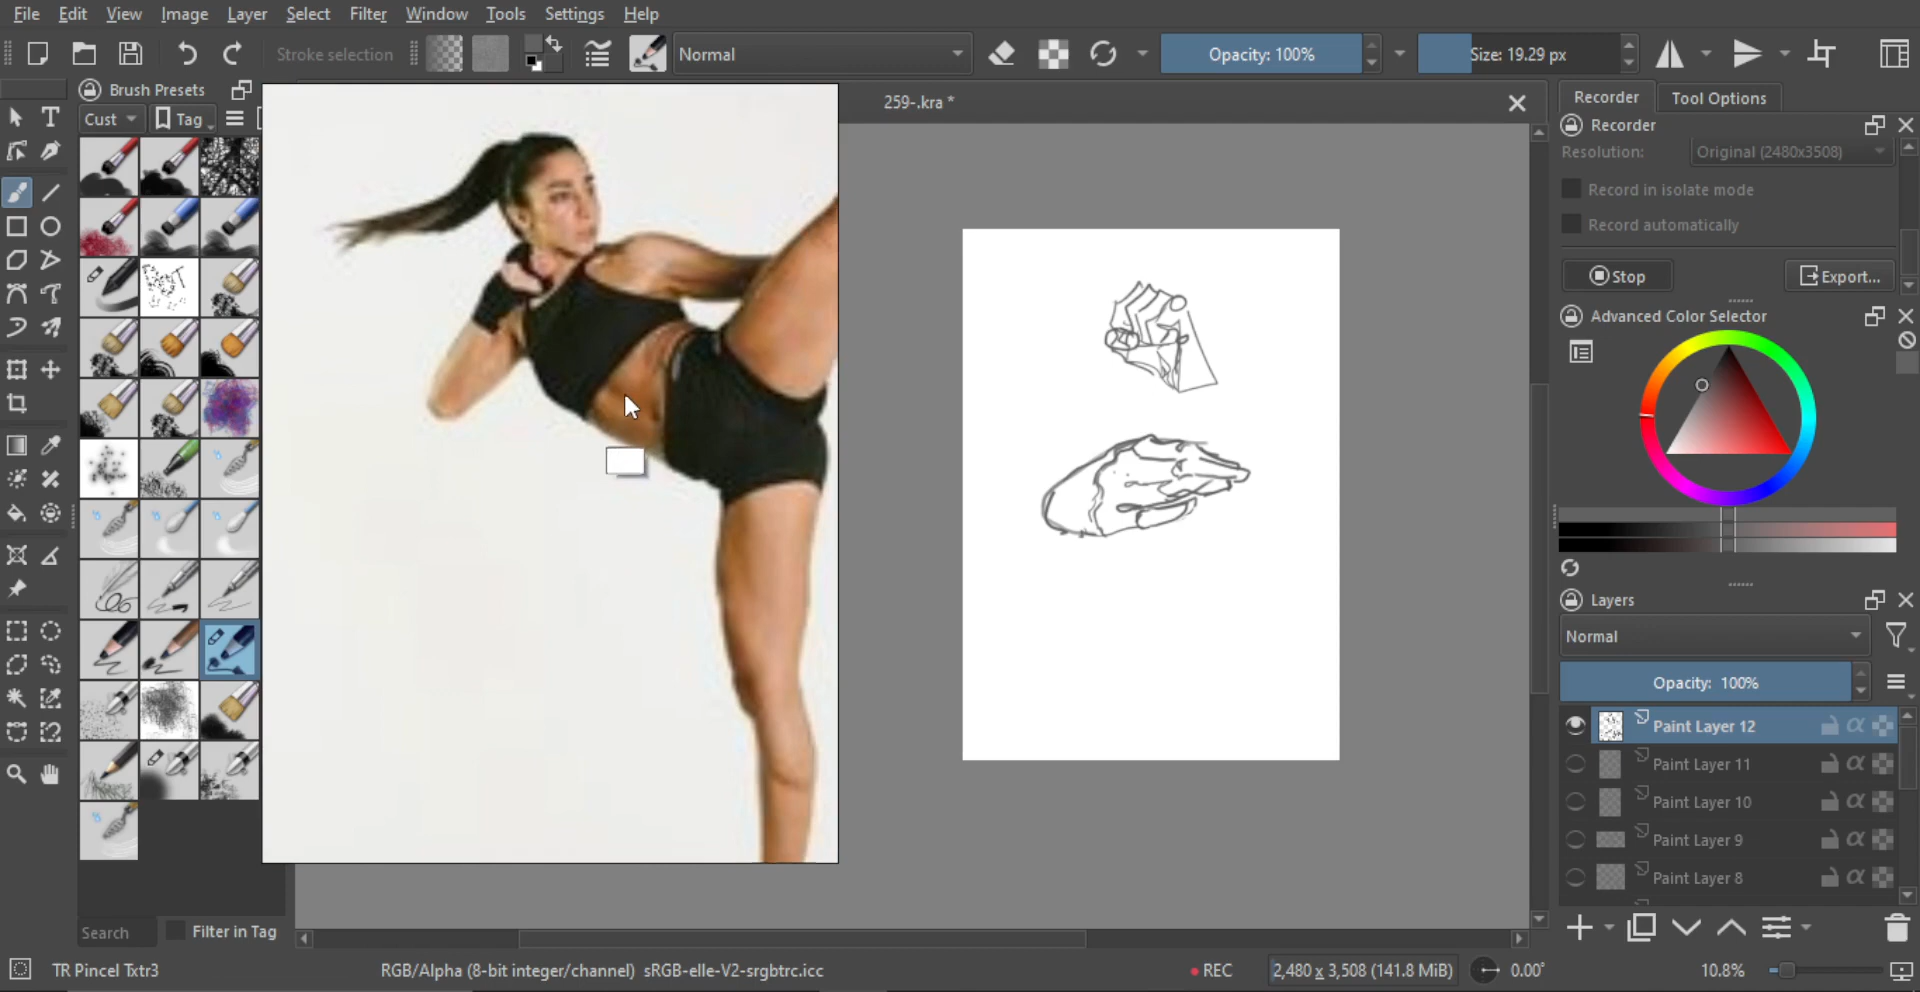 File Edit View Image Layer Select Filter Window Tools Settings Help
Stroke selection Normal Opacity: 100% Size: 19.29 px
Brush Presets
Cust Tag
259-.kra *
Recorder Tool Options
Recorder
Resolution: Original (2480x3508)
Record in isolate mode
Record automatically
Stop Export...
Advanced Color Selector
Layers
Normal
Opacity: 100%
Paint Layer 12
Paint Layer 11
Paint Layer 10
Paint Layer 9
Paint Layer 8
Search Filter in Tag
TR Pincel Txtr3 RGB/Alpha (8-bit integer/channel) sRGB-elle-V2-srgbtrc.icc REC 2,480 x 3,508 (141.8 MiB) 0.00° 10.8%